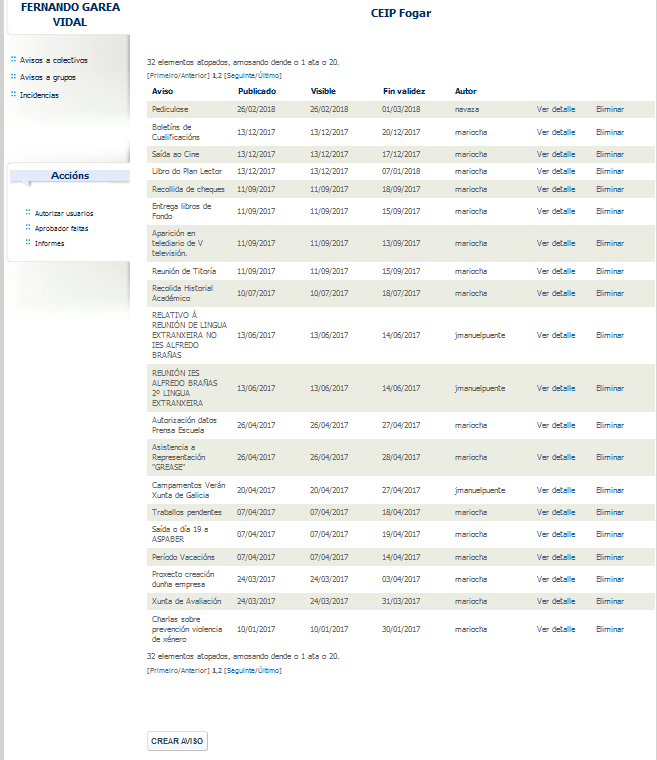 FERNANDO GAREA
VIDAL
Avisos a colectivos
Avisos a grupos
Incidencias
Accións
Autorizar usuarios
Aprobador faltas
Informes
CEIP Fogar
32 elementos atopados, amosando dende o 1 ata o 20.
[Primeiro/Anterior] 1,2 [Seguinte/Último]
Aviso Publicado Visible Fin validez Autor
Pediculose 26/02/2018 26/02/2018 01/03/2018 navaza Ver detalle Eliminar
Boletíns de
Cualificacións 13/12/2017 13/12/2017 20/12/2017 mariocha Ver detalle Eliminar
Saída ao Cine 13/12/2017 13/12/2017 17/12/2017 mariocha Ver detalle Eliminar
Libro do Plan Lector 13/12/2017 13/12/2017 07/01/2018 mariocha Ver detalle Eliminar
Recollida de cheques 11/09/2017 11/09/2017 18/09/2017 mariocha Ver detalle Eliminar
Entrega libros de
Fondo 11/09/2017 11/09/2017 15/09/2017 mariocha Ver detalle Eliminar
Aparición en
telediario de V 11/09/2017 11/09/2017 13/09/2017 mariocha Ver detalle Eliminar
televisión.
Reunión de Titoría 11/09/2017 11/09/2017 15/09/2017 mariocha Ver detalle Eliminar
Recolida Historial
Académico 10/07/2017 10/07/2017 18/07/2017 mariocha Ver detalle Eliminar
RELATIVO Á
REUNIÓN DE LINGUA
EXTRANXEIRA NO 13/06/2017 13/06/2017 14/06/2017 jmanuelpuente Ver detalle Eliminar
IES ALFREDO
BRAÑAS
REUNIÓN IES
ALFREDO BRAÑAS
2º LINGUA 13/06/2017 13/06/2017 14/06/2017 jmanuelpuente Ver detalle Eliminar
EXTRANXEIRA
Autorización datos
Prensa Escuela 26/04/2017 26/04/2017 27/04/2017 mariocha Ver detalle Eliminar
Asistencia a
Representación 26/04/2017 26/04/2017 28/04/2017 mariocha Ver detalle Eliminar
"GREASE"
Campamentos Verán
Xunta de Galicia 20/04/2017 20/04/2017 27/04/2017 jmanuelpuente Ver detalle Eliminar
Traballos pendentes 07/04/2017 07/04/2017 18/04/2017 mariocha Ver detalle Eliminar
Saída o día 19 a
ASPABER 07/04/2017 07/04/2017 19/04/2017 mariocha Ver detalle Eliminar
Período Vacacións 07/04/2017 07/04/2017 14/04/2017 mariocha Ver detalle Eliminar
Proxecto creación
dunha empresa 24/03/2017 24/03/2017 03/04/2017 mariocha Ver detalle Eliminar
Xunta de Avaliación 24/03/2017 24/03/2017 31/03/2017 mariocha Ver detalle Eliminar
Charlas sobre
prevención violencia 10/01/2017 10/01/2017 30/01/2017 mariocha Ver detalle Eliminar
de xénero
32 elementos atopados, amosando dende o 1 ata o 20.
[Primeiro/Anterior] 1,2 [Seguinte/Último]
CREAR AVISO